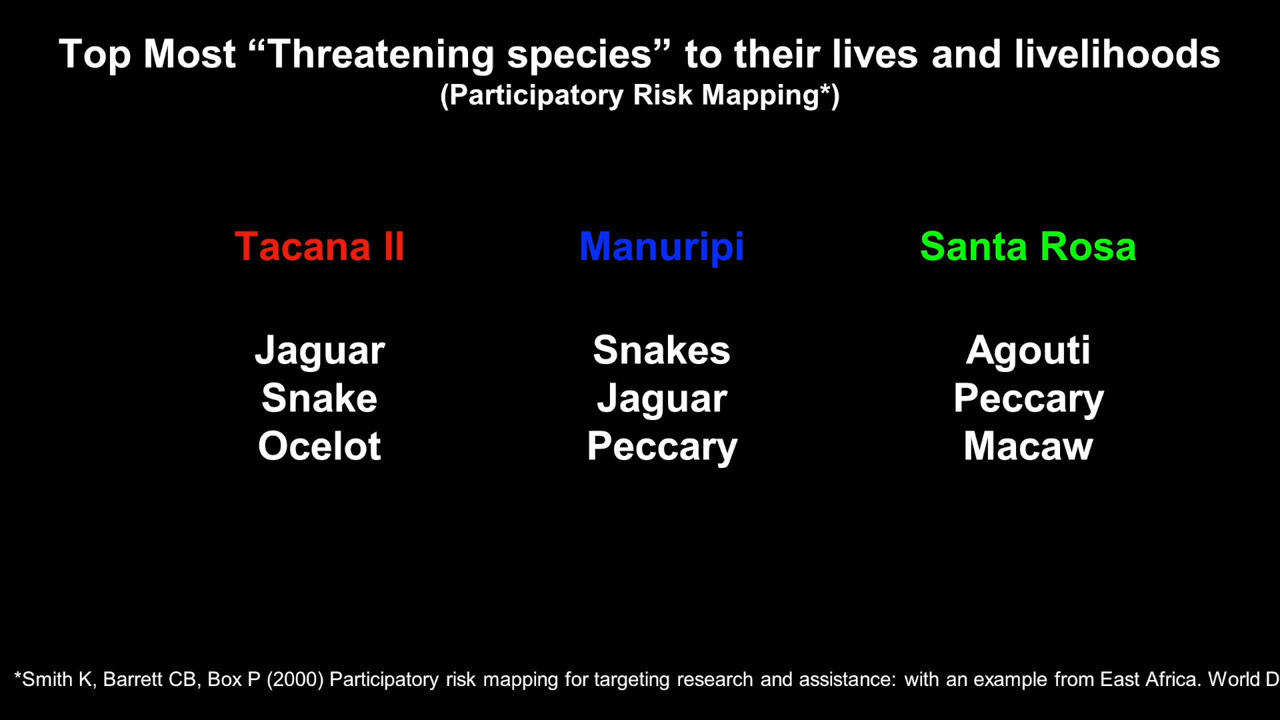 Top Most “Threatening species” to their lives and livelihoods
(Participatory Risk Mapping*)
Tacana II Manuripi Santa Rosa
Jaguar Snakes Agouti
Snake Jaguar Peccary
Ocelot Peccary Macaw
*Smith K, Barrett CB, Box P (2000) Participatory risk mapping for targeting research and assistance: with an example from East Africa. World D